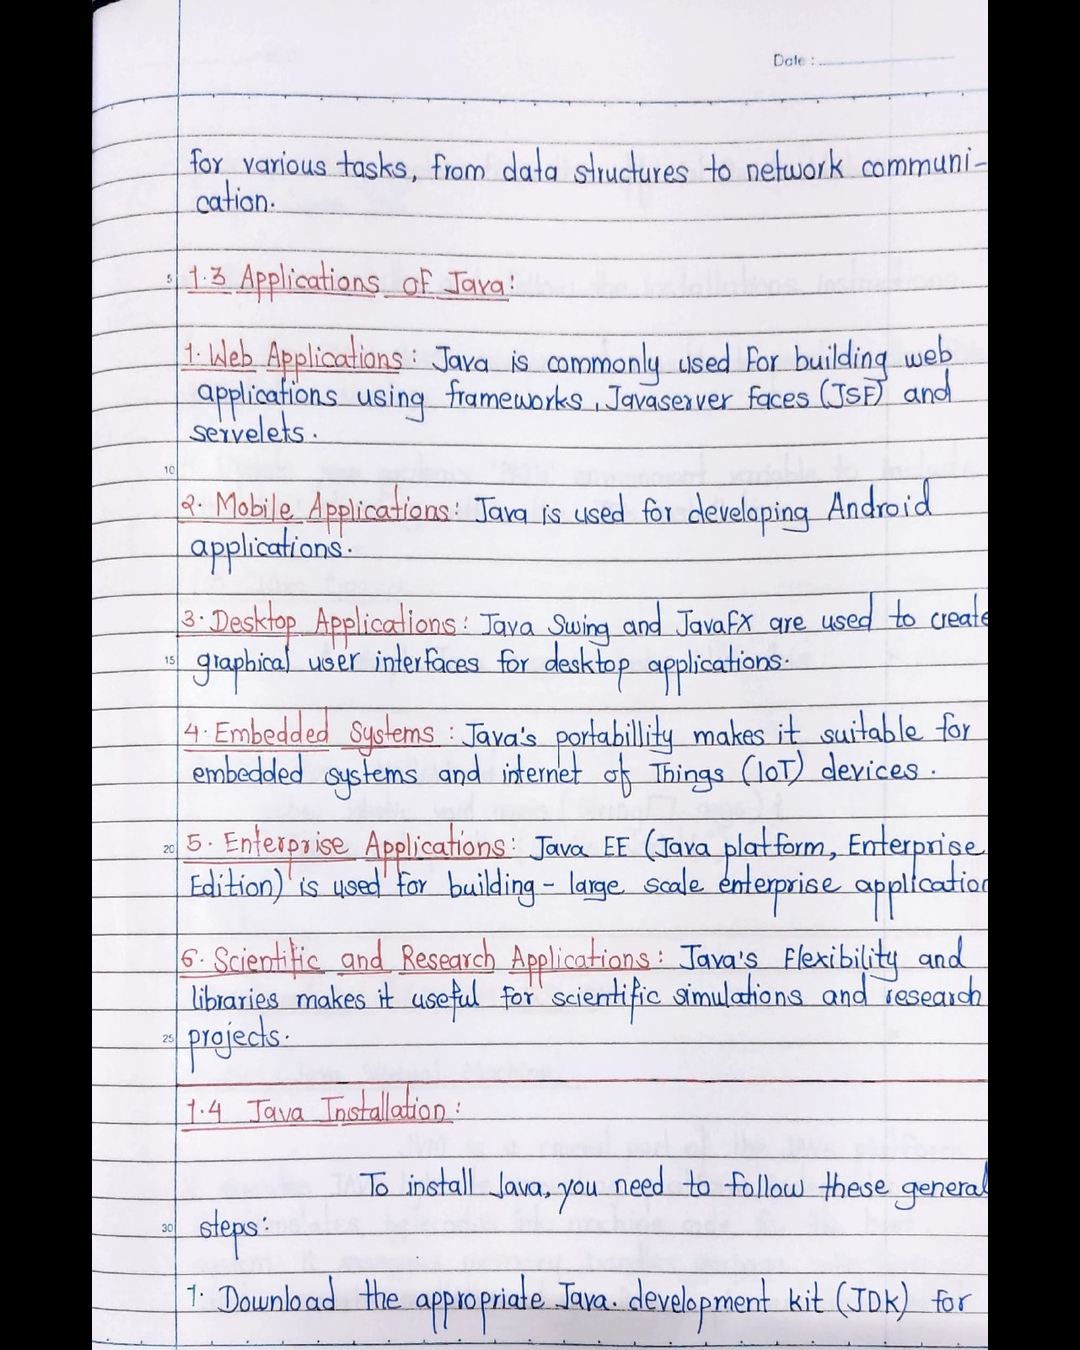 Date :
for various tasks, from data structures to network communi-
cation.
5
1.3 Applications of Java:
1. Web Applications : Java is commonly used for building web
applications using frameworks, Javaserver faces (JSF) and
servelets.
10
2. Mobile Applications: Java is used for developing Android
applications.
3. Desktop Applications: Java Swing and JavaFX are used to create
15 graphical user interfaces for desktop applications.
4. Embedded Systems : Java's portabillity makes it suitable for
embedded systems and internet of Things (IOT) devices.
20 5. Enterprise Applications: Java EE (Java platform, Enterprise
Edition) is used for building - large scale enterprise applicatio
6. Scientific and Research Applications: Java's Flexibility and
libraries makes it useful for scientific simulations and research
25 projects.
1.4 Java Installation:
To install Java, you need to follow these general
30 steps:
1. Download the appropriate Java. development kit (JDK) for